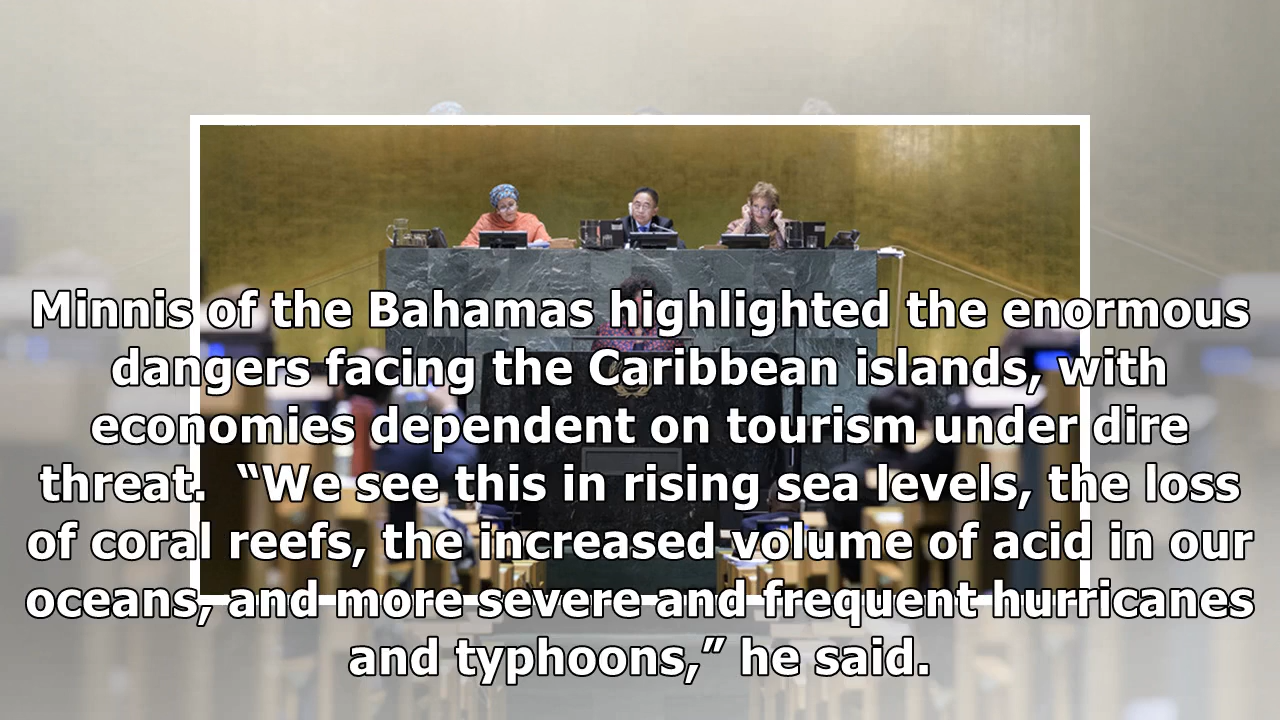 Minnis of the Bahamas highlighted the enormous
dangers facing the Caribbean islands, with
economies dependent on tourism under dire
threat.  “We see this in rising sea levels, the loss
of coral reefs, the increased volume of acid in our
oceans, and more severe and frequent hurricanes
and typhoons,” he said.